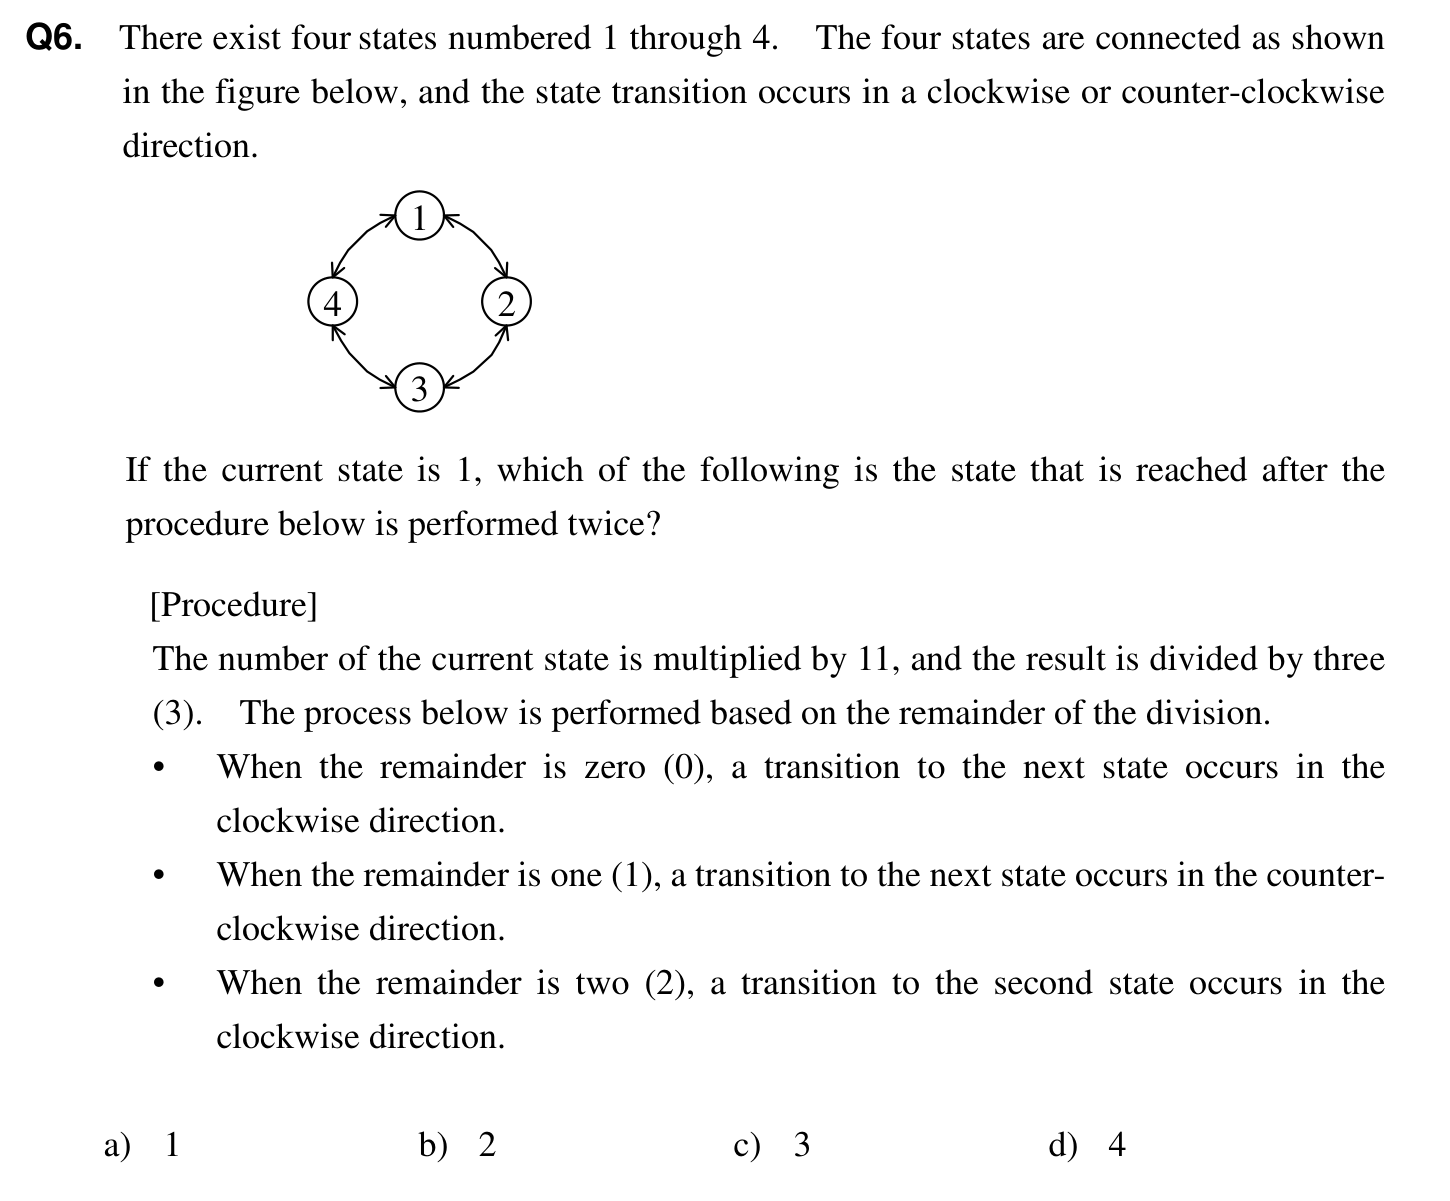 Q6. There exist four states numbered 1 through 4. The four states are connected as shown
in the figure below, and the state transition occurs in a clockwise or counter-clockwise
direction.
1
4 2
3
If the current state is 1, which of the following is the state that is reached after the
procedure below is performed twice?
[Procedure]
The number of the current state is multiplied by 11, and the result is divided by three
(3). The process below is performed based on the remainder of the division.
• When the remainder is zero (0), a transition to the next state occurs in the
clockwise direction.
• When the remainder is one (1), a transition to the next state occurs in the counter-
clockwise direction.
• When the remainder is two (2), a transition to the second state occurs in the
clockwise direction.
a) 1 b) 2 c) 3 d) 4